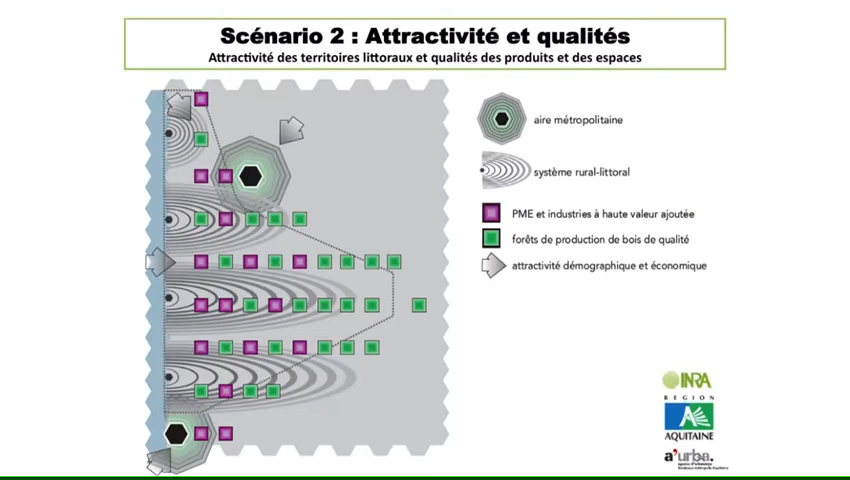 Scénario 2 : Attractivité et qualités
Attractivité des territoires littoraux et qualités des produits et des espaces
aire métropolitaine
système rural-littoral
PME et industries à haute valeur ajoutée
forêts de production de bois de qualité
attractivité démographique et économique
INRA
REGION
AQUITAINE
a'urba.